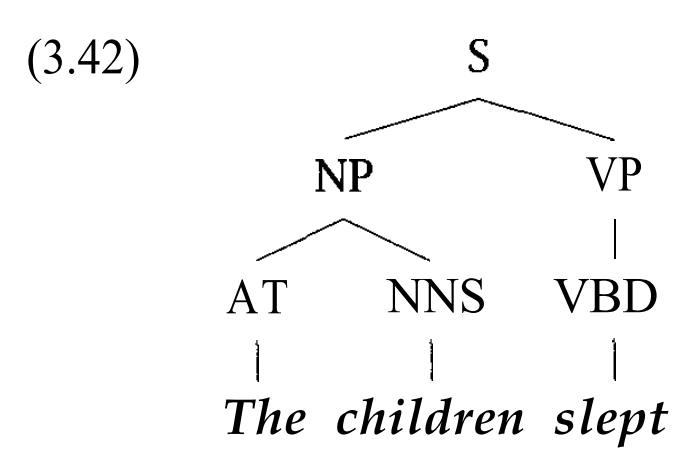 (3.42) S
NP VP
AT NNS VBD
The children slept